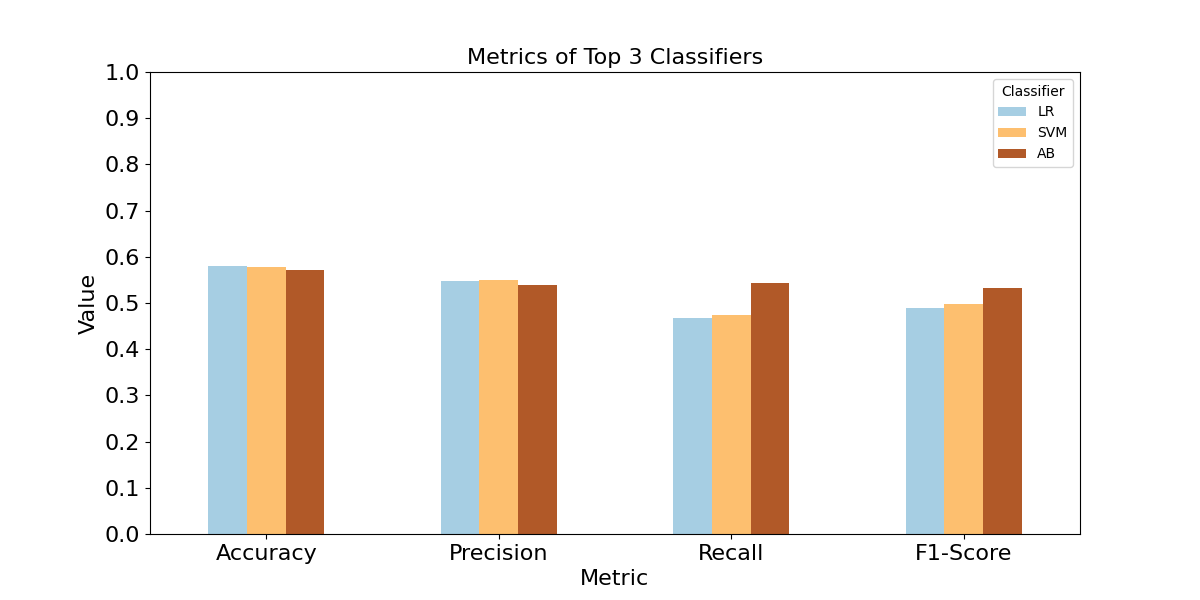 Metrics of Top 3 Classifiers
1.0
0.9
0.8
0.7
0.6
0.5
0.4
0.3
0.2
0.1
0.0
Value
Classifier
LR
SVM
AB
Accuracy Precision Recall F1-Score
Metric